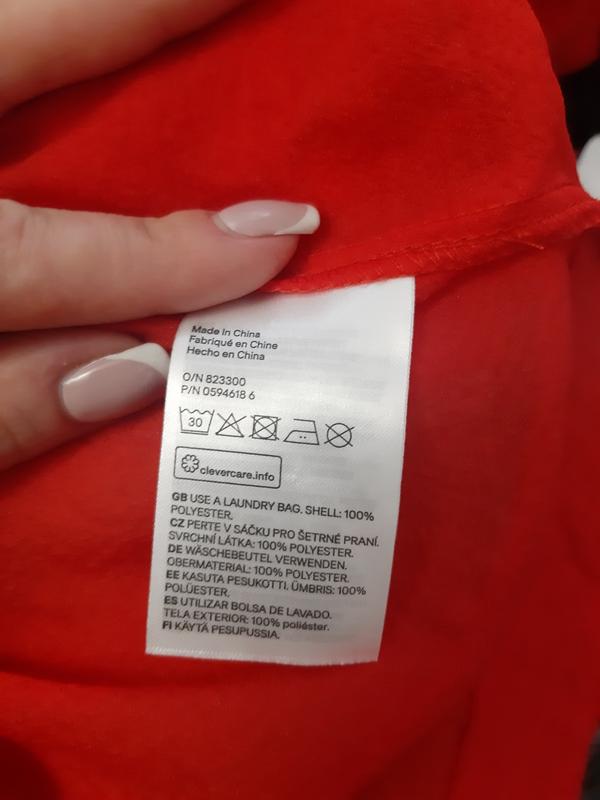 Made in China
Fabriqué en Chine
Hecho en China
O/N 823300
P/N 0594618 6
30
clevercare.info
GB USE A LAUNDRY BAG. SHELL: 100%
POLYESTER.
CZ PERTE V SÁČKU PRO ŠETRNÉ PRANÍ.
SVRCHNÍ LÁTKA: 100% POLYESTER.
DE WÄSCHEBEUTEL VERWENDEN.
OBERMATERIAL: 100% POLYESTER.
EE KASUTA PESUKOTTI. ÜMBRIS: 100%
POLÜESTER.
ES UTILIZAR BOLSA DE LAVADO.
TELA EXTERIOR: 100% poliéster.
FI KÄYTÄ PESUPUSSIA.